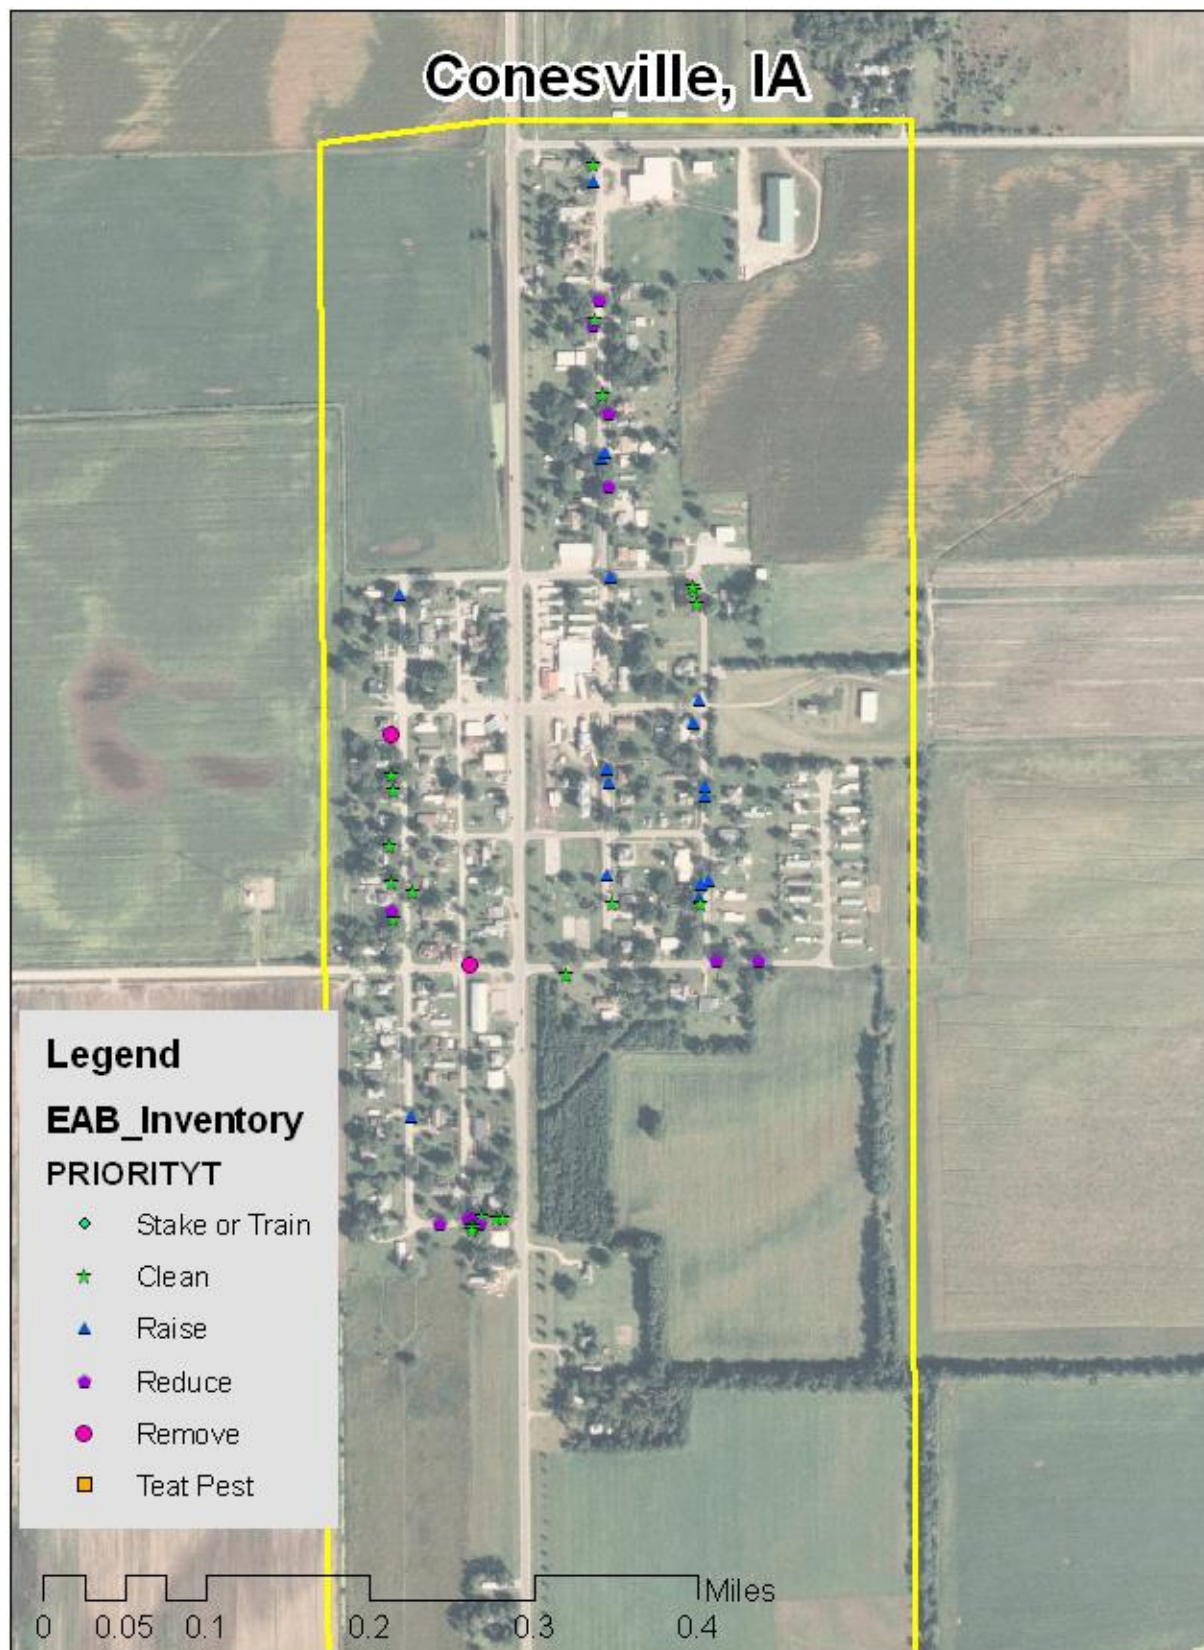 Conesville, IA
Legend
EAB_Inventory
PRIORITYT
Stake or Train
Clean
Raise
Reduce
Remove
Teat Pest
Miles
0 0.05 0.1 0.2 0.3 0.4